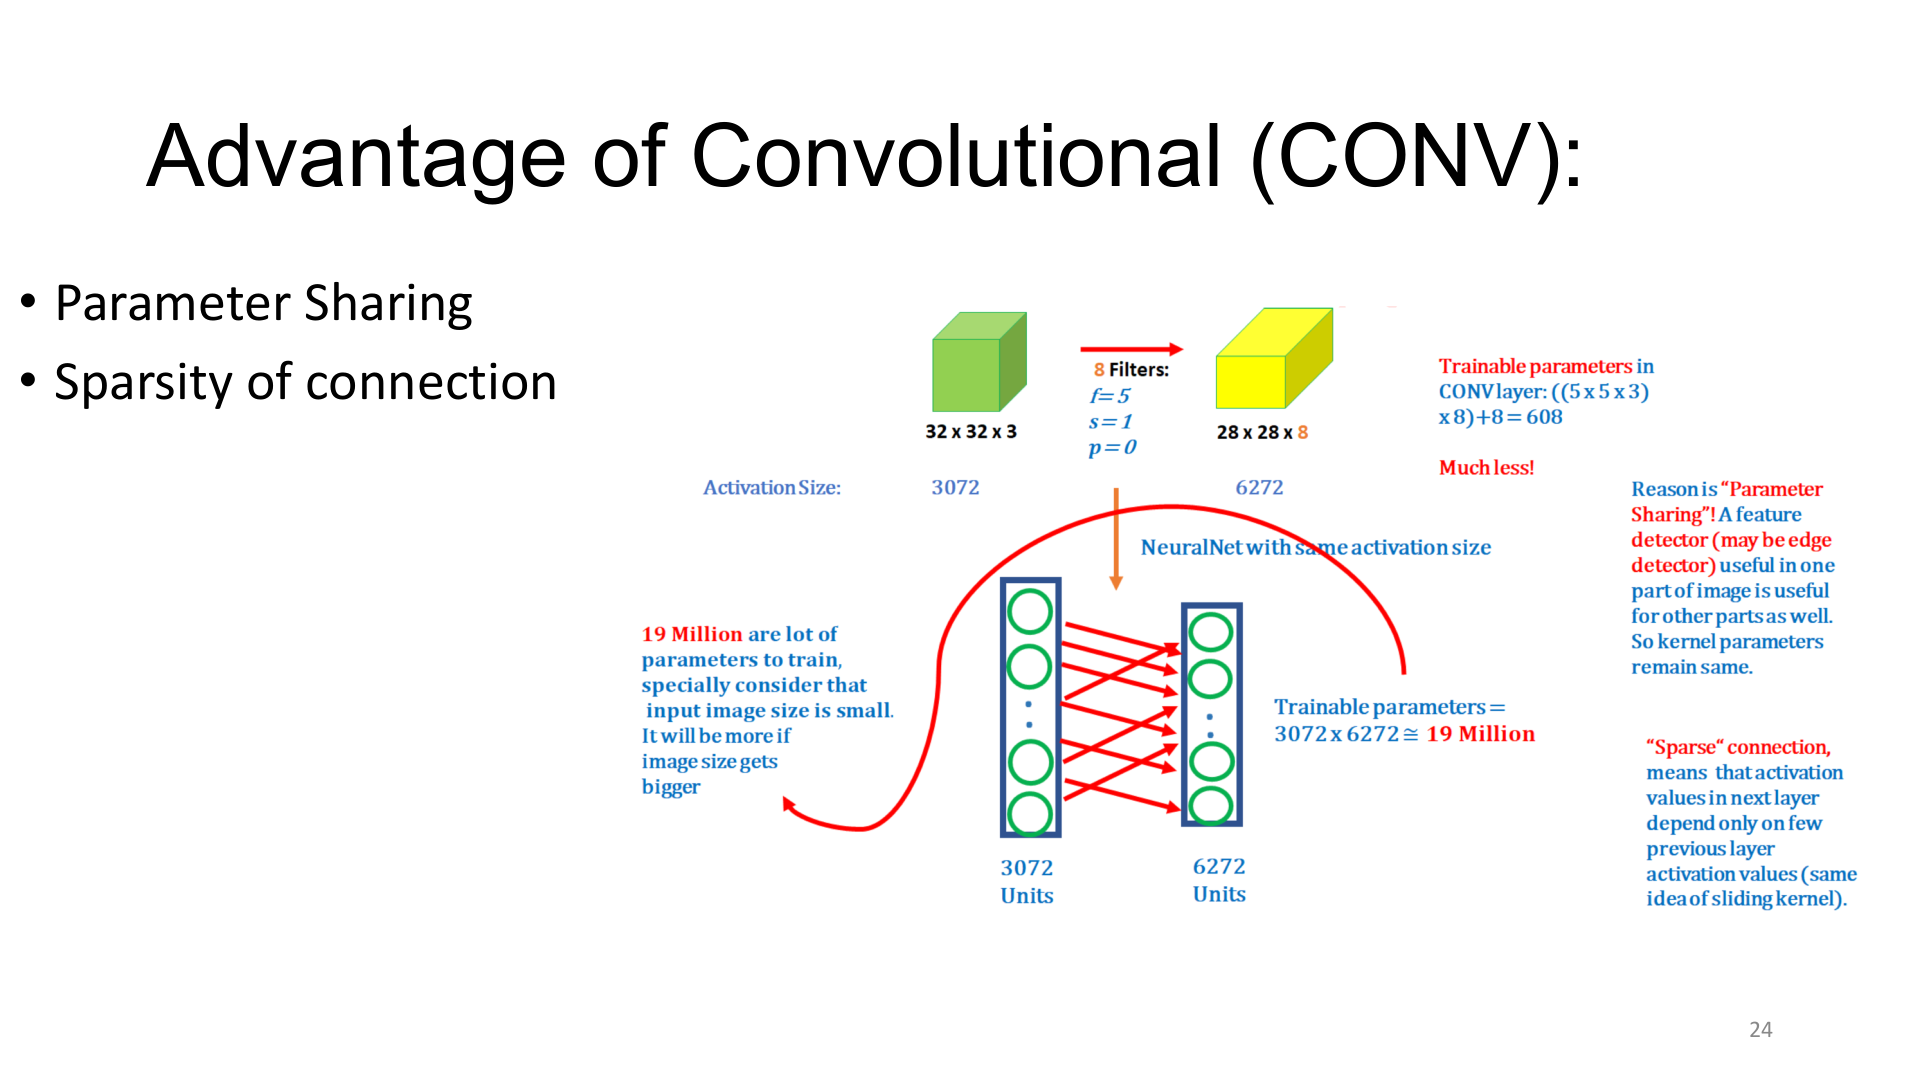 Advantage of Convolutional (CONV):
• Parameter Sharing
• Sparsity of connection
8 Filters:
f=5
s=1
p=0
32 x 32 x 3
28 x 28 x 8
Activation Size:
3072
6272
Trainable parameters in
CONV layer: ((5 x 5 x 3)
x 8)+8 = 608
Much less!
NeuralNet with same activation size
19 Million are lot of
parameters to train,
specially consider that
input image size is small.
It will be more if
image size gets
bigger
3072
Units
6272
Units
Trainable parameters =
3072 x 6272 ≅ 19 Million
Reason is “Parameter
Sharing”! A feature
detector (may be edge
detector) useful in one
part of image is useful
for other parts as well.
So kernel parameters
remain same.
“Sparse“ connection,
means that activation
values in next layer
depend only on few
previous layer
activation values (same
idea of sliding kernel).
24